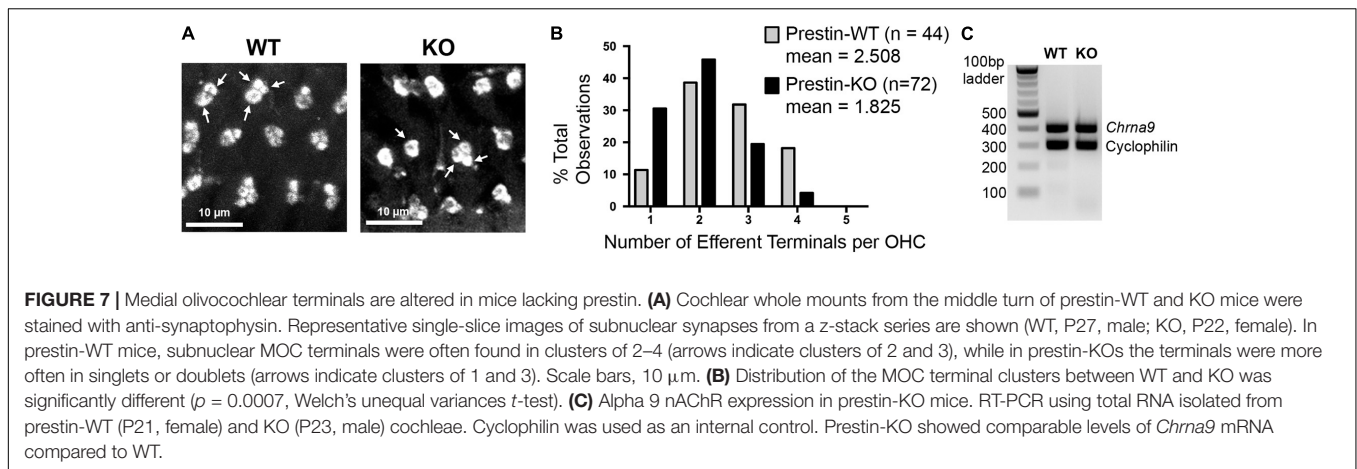 A
WT
KO
10 µm
10 µm
B
50
40
30
20
10
0
% Total
Observations
1 2 3 4 5
Number of Efferent Terminals per OHC
Prestin-WT (n = 44)
mean = 2.508
Prestin-KO (n=72)
mean = 1.825
C
WT KO
100bp
ladder
500
400
300
200
100
Chrna9
Cyclophilin
FIGURE 7 | Medial olivocochlear terminals are altered in mice lacking prestin. (A) Cochlear whole mounts from the middle turn of prestin-WT and KO mice were
stained with anti-synaptophysin. Representative single-slice images of subnuclear synapses from a z-stack series are shown (WT, P27, male; KO, P22, female). In
prestin-WT mice, subnuclear MOC terminals were often found in clusters of 2–4 (arrows indicate clusters of 2 and 3), while in prestin-KOs the terminals were more
often in singlets or doublets (arrows indicate clusters of 1 and 3). Scale bars, 10 µm. (B) Distribution of the MOC terminal clusters between WT and KO was
significantly different (p = 0.0007, Welch's unequal variances t-test). (C) Alpha 9 nAChR expression in prestin-KO mice. RT-PCR using total RNA isolated from
prestin-WT (P21, female) and KO (P23, male) cochleae. Cyclophilin was used as an internal control. Prestin-KO showed comparable levels of Chrna9 mRNA
compared to WT.